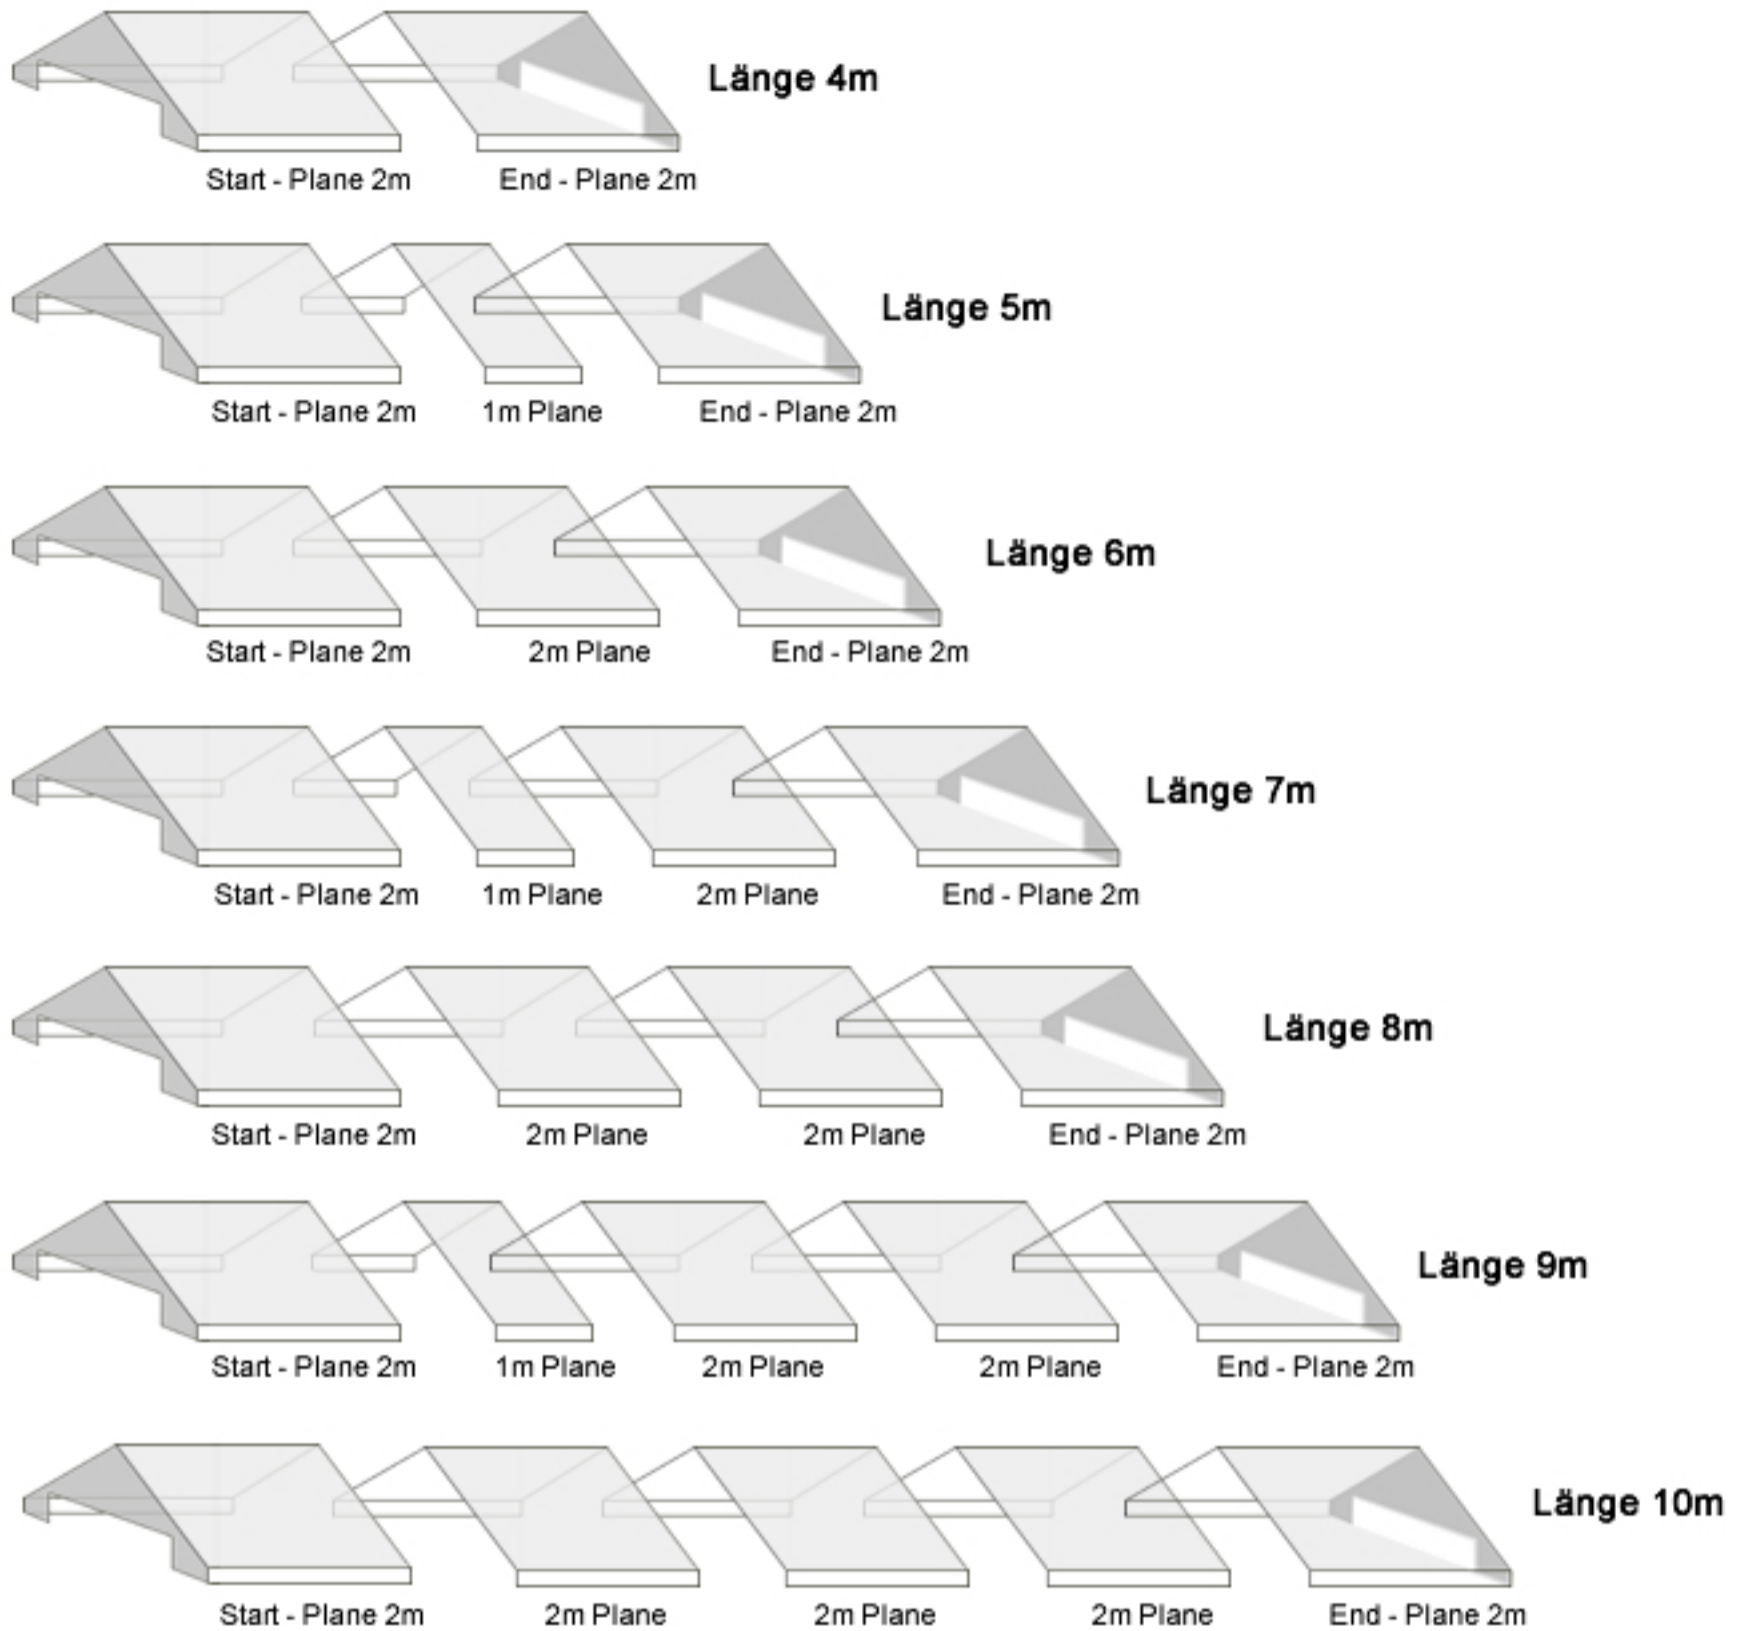 Länge 4m
Start - Plane 2m End - Plane 2m
Länge 5m
Start - Plane 2m 1m Plane End - Plane 2m
Länge 6m
Start - Plane 2m 2m Plane End - Plane 2m
Länge 7m
Start - Plane 2m 1m Plane 2m Plane End - Plane 2m
Länge 8m
Start - Plane 2m 2m Plane 2m Plane End - Plane 2m
Länge 9m
Start - Plane 2m 1m Plane 2m Plane 2m Plane End - Plane 2m
Länge 10m
Start - Plane 2m 2m Plane 2m Plane 2m Plane End - Plane 2m